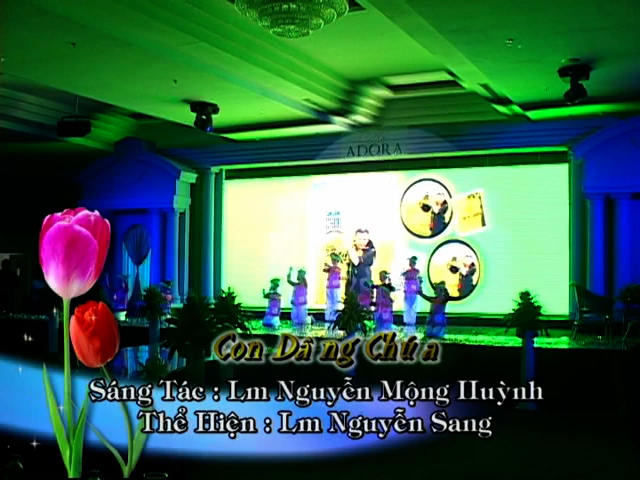 ADORA
Con Dâng Chúa
Sáng Tác : Lm Nguyễn Mộng Huỳnh
Thể Hiện : Lm Nguyễn Sang